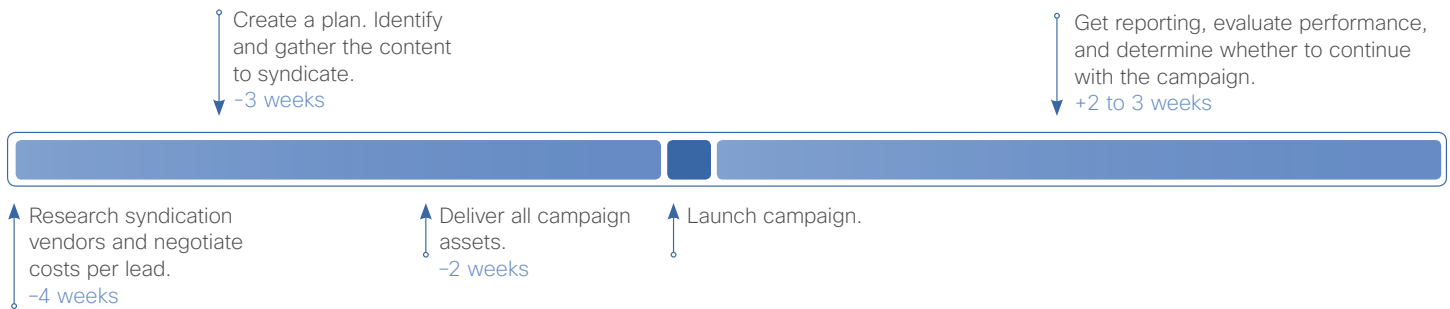 Create a plan. Identify
and gather the content
to syndicate.
-3 weeks
Get reporting, evaluate performance,
and determine whether to continue
with the campaign.
+2 to 3 weeks
Research syndication
vendors and negotiate
costs per lead.
-4 weeks
Deliver all campaign
assets.
-2 weeks
Launch campaign.